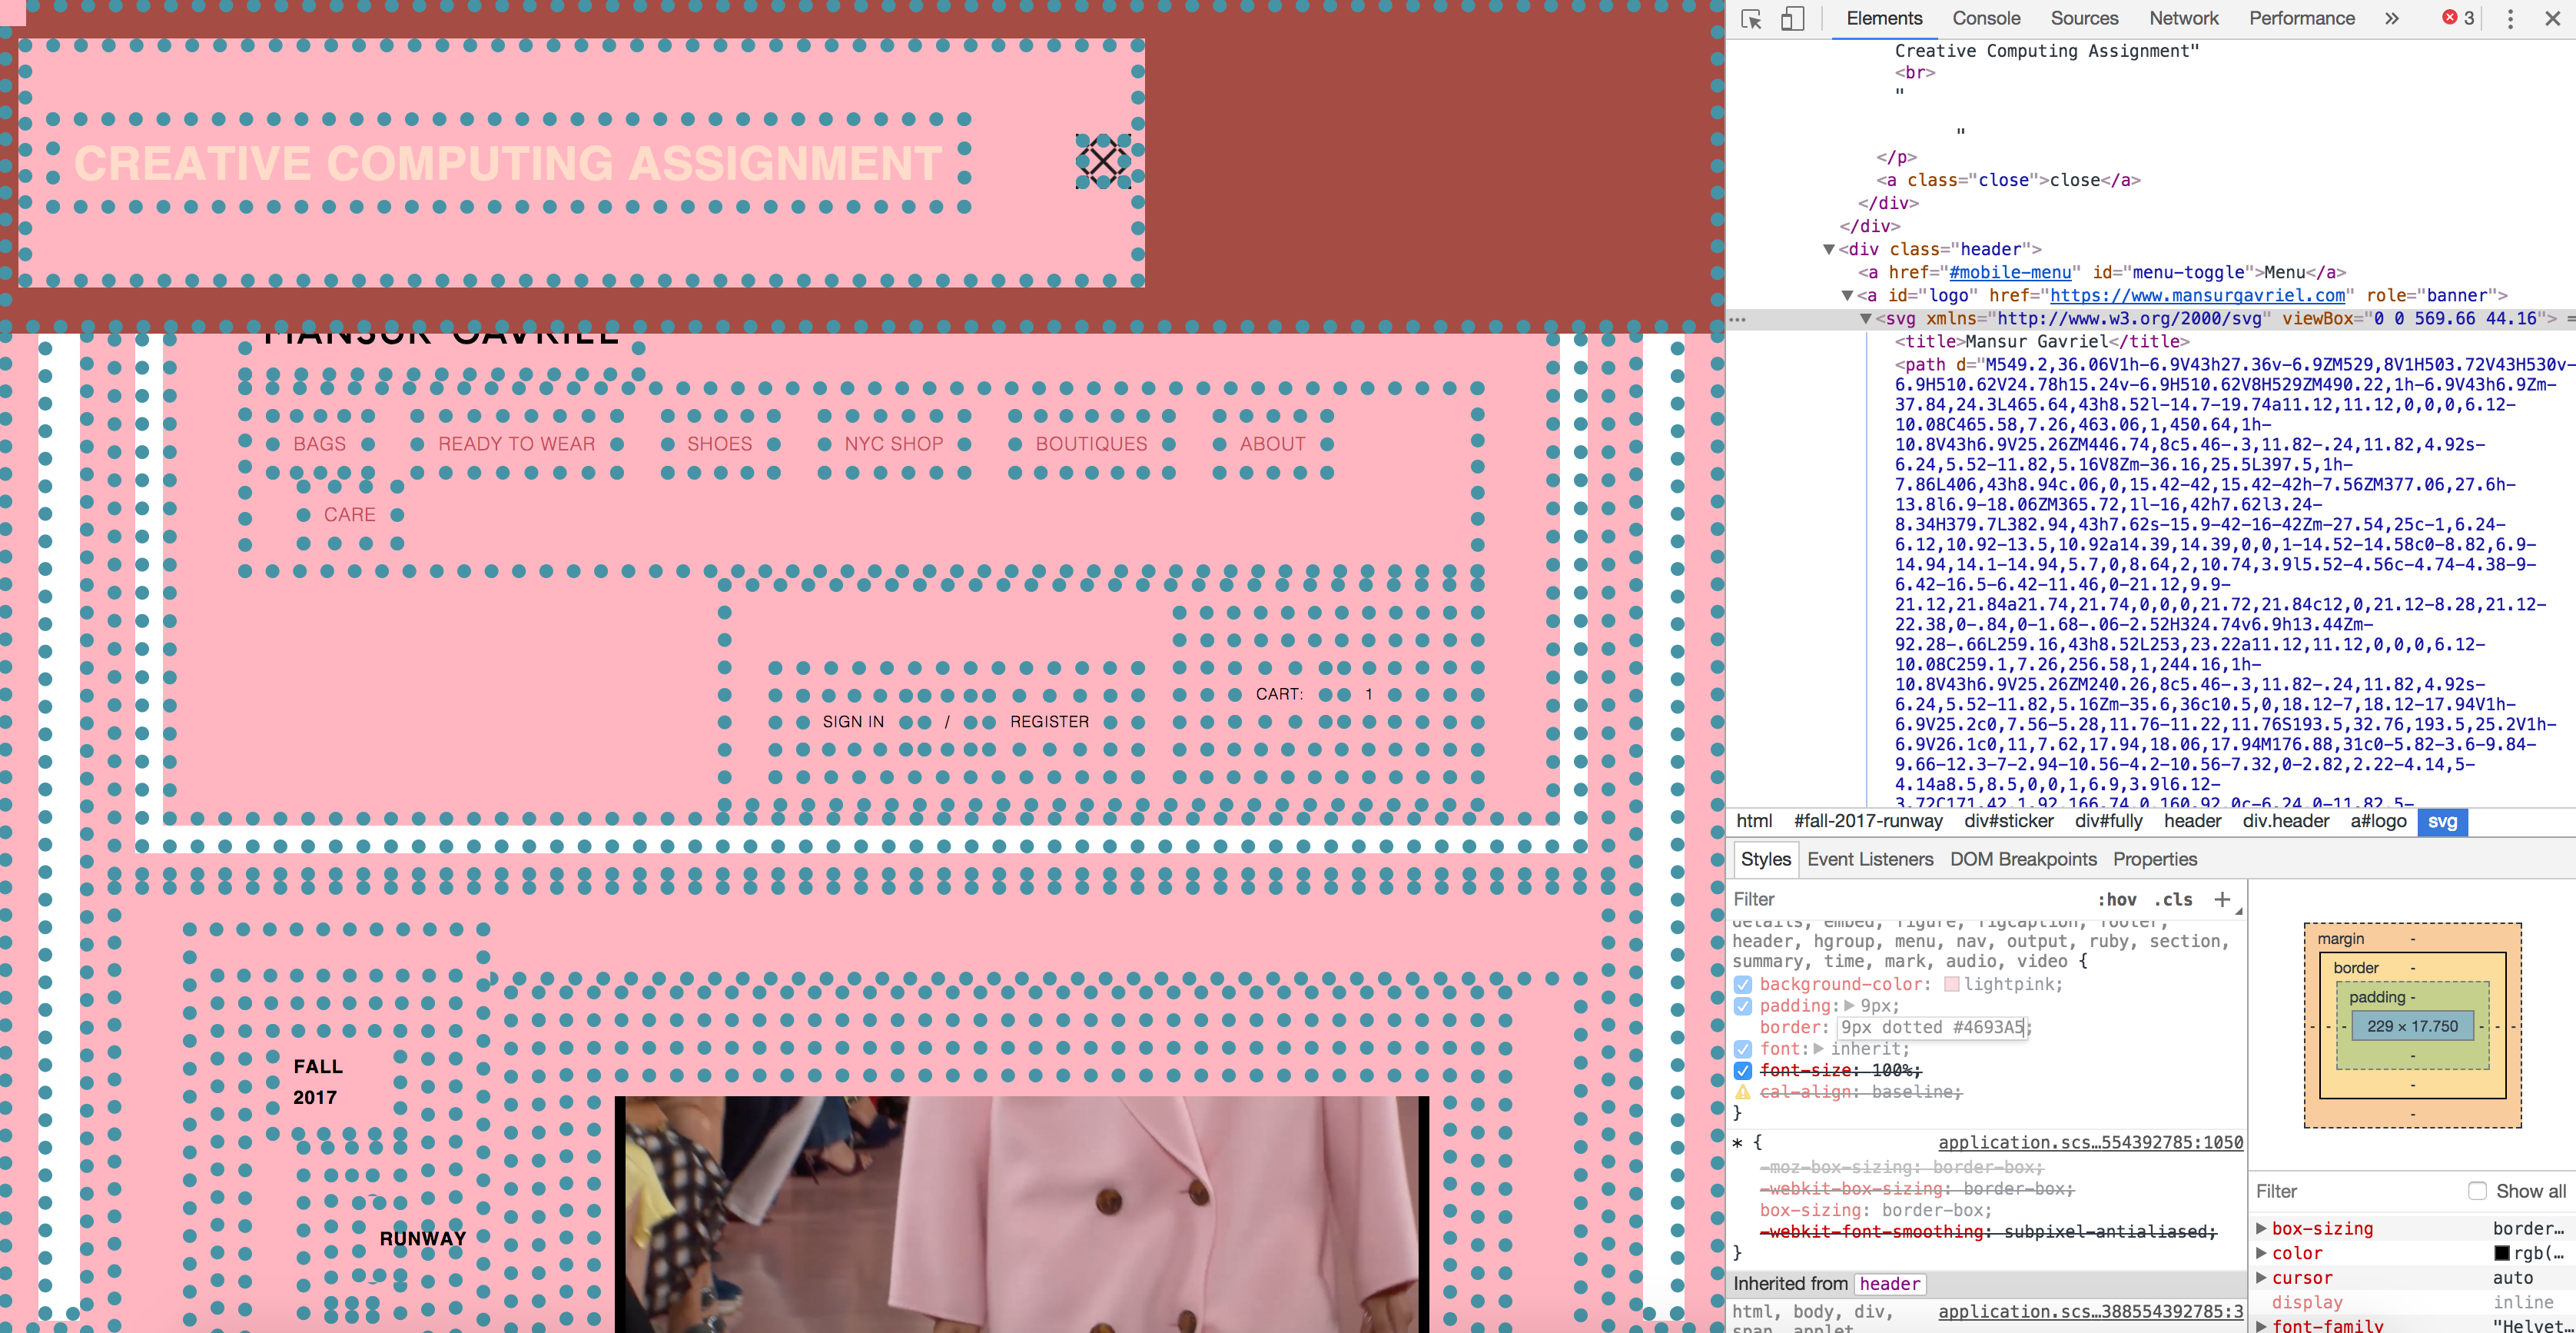 CREATIVE COMPUTING ASSIGNMENT
MANSUR GAVRIEL
BAGS READY TO WEAR SHOES NYC SHOP BOUTIQUES ABOUT
CARE
CART: 1
SIGN IN / REGISTER
FALL
2017
RUNWAY
Elements Console Sources Network Performance » 3
Creative Computing Assignment"
<br>
"
"
</p>
<a class="close">close</a>
</div>
</div>
<div class="header">
<a href="#mobile-menu" id="menu-toggle">Menu</a>
<a id="logo" href="https://www.mansurgavriel.com" role="banner">
<svg xmlns="http://www.w3.org/2000/svg" viewBox="0 0 569.66 44.16"> =
<title>Mansur Gavriel</title>
<path d="M549.2,36.06V1h-6.9V43h27.36v-6.9ZM529,8V1H503.72V43H530v-
6.9H510.62V24.78h15.24v-6.9H510.62V8H529ZM490.22,1h-6.9V43h6.9Zm-
37.84,24.3L465.64,43h8.52l-14.7-19.74a11.12,11.12,0,0,0,6.12-
10.08C465.58,7.26,463.06,1,450.64,1h-
10.8V43h6.9V25.26ZM446.74,8c5.46-.3,11.82-.24,11.82,4.92s-
6.24,5.52-11.82,5.16V8Zm-36.16,25.5L397.5,1h-
7.86L406,43h8.94c.06,0,15.42-42,15.42-42h-7.56ZM377.06,27.6h-
13.8l6.9-18.06ZM365.72,1l-16,42h7.62l3.24-
8.34H379.7L382.94,43h7.62s-15.9-42-16-42Zm-27.54,25c-1,6.24-
6.12,10.92-13.5,10.92a14.39,14.39,0,0,1-14.52-14.58c0-8.82,6.9-
14.94,14.1-14.94,5.7,0,8.64,2,10.74,3.9l5.52-4.56c-4.74-4.38-9-
6.42-16.5-6.42-11.46,0-21.12,9.9-
21.12,21.84a21.74,21.74,0,0,0,21.72,21.84c12,0,21.12-8.28,21.12-
22.38,0-.84,0-1.68-.06-2.52H324.74v6.9h13.44Zm-
92.28-.66L259.16,43h8.52L253,23.22a11.12,11.12,0,0,0,6.12-
10.08C259.1,7.26,256.58,1,244.16,1h-
10.8V43h6.9V25.26ZM240.26,8c5.46-.3,11.82-.24,11.82,4.92s-
6.24,5.52-11.82,5.16Zm-35.6,36c10.5,0,18.12-7,18.12-17.94V1h-
6.9V25.2c0,7.56-5.28,11.76-11.22,11.76S193.5,32.76,193.5,25.2V1h-
6.9V26.1c0,11,7.62,17.94,18.06,17.94M176.88,31c0-5.82-3.6-9.84-
9.66-12.3-7-2.94-10.56-4.2-10.56-7.32,0-2.82,2.22-4.14,5-
4.14a8.5,8.5,0,0,1,6.9,3.9l6.12-
3.72C171.42,1.92,166.74,0,160.92,0c-6.24,0-11.82,5-
html #fall-2017-runway div#sticker div#fully header div.header a#logo svg
Styles Event Listeners DOM Breakpoints Properties
Filter :hov .cls +
details, embed, figure, figcaption, footer,
header, hgroup, menu, nav, output, ruby, section,
summary, time, mark, audio, video {
background-color: lightpink;
padding: 9px;
border: 9px dotted #4693A5;
font: inherit;
font-size: 100%;
cal-align: baseline;
}
* { application.scs…554392785:1050
-moz-box-sizing: border-box;
-webkit-box-sizing: border-box;
box-sizing: border-box;
-webkit-font-smoothing: subpixel-antialiased;
}
Inherited from header
html, body, div, application.scs…388554392785:3
span, applet,
margin -
border -
padding -
- - - 229 × 17.750 - - -
-
-
-
Filter Show all
box-sizing border…
color rgb(…
cursor auto
display inline
font-family "Helvet…